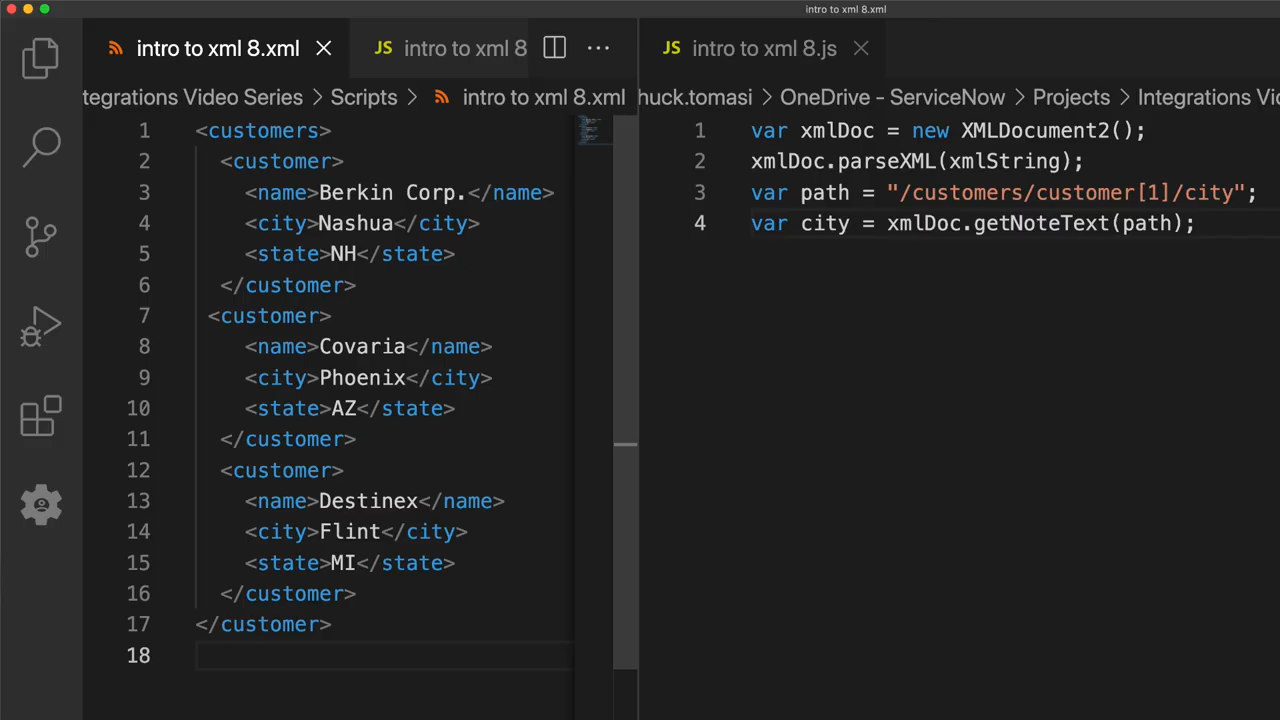 intro to xml 8.xml
intro to xml 8.xml
JS intro to xml 8
JS intro to xml 8.js
tegrations Video Series > Scripts > intro to xml 8.xml
huck.tomasi > OneDrive – ServiceNow > Projects > Integrations Vi
1 <customers>
2 <customer>
3 <name>Berkin Corp.</name>
4 <city>Nashua</city>
5 <state>NH</state>
6 </customer>
7 <customer>
8 <name>Covaria</name>
9 <city>Phoenix</city>
10 <state>AZ</state>
11 </customer>
12 <customer>
13 <name>Destinex</name>
14 <city>Flint</city>
15 <state>MI</state>
16 </customer>
17 </customer>
18
1 var xmlDoc = new XMLDocument2();
2 xmlDoc.parseXML(xmlString);
3 var path = "/customers/customer[1]/city";
4 var city = xmlDoc.getNoteText(path);